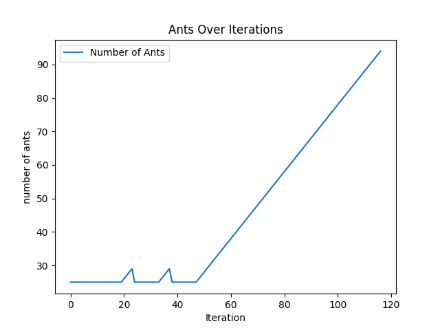 Ants Over Iterations
Number of Ants
number of ants
90
80
70
60
50
40
30
0 20 40 60 80 100 120
Iteration